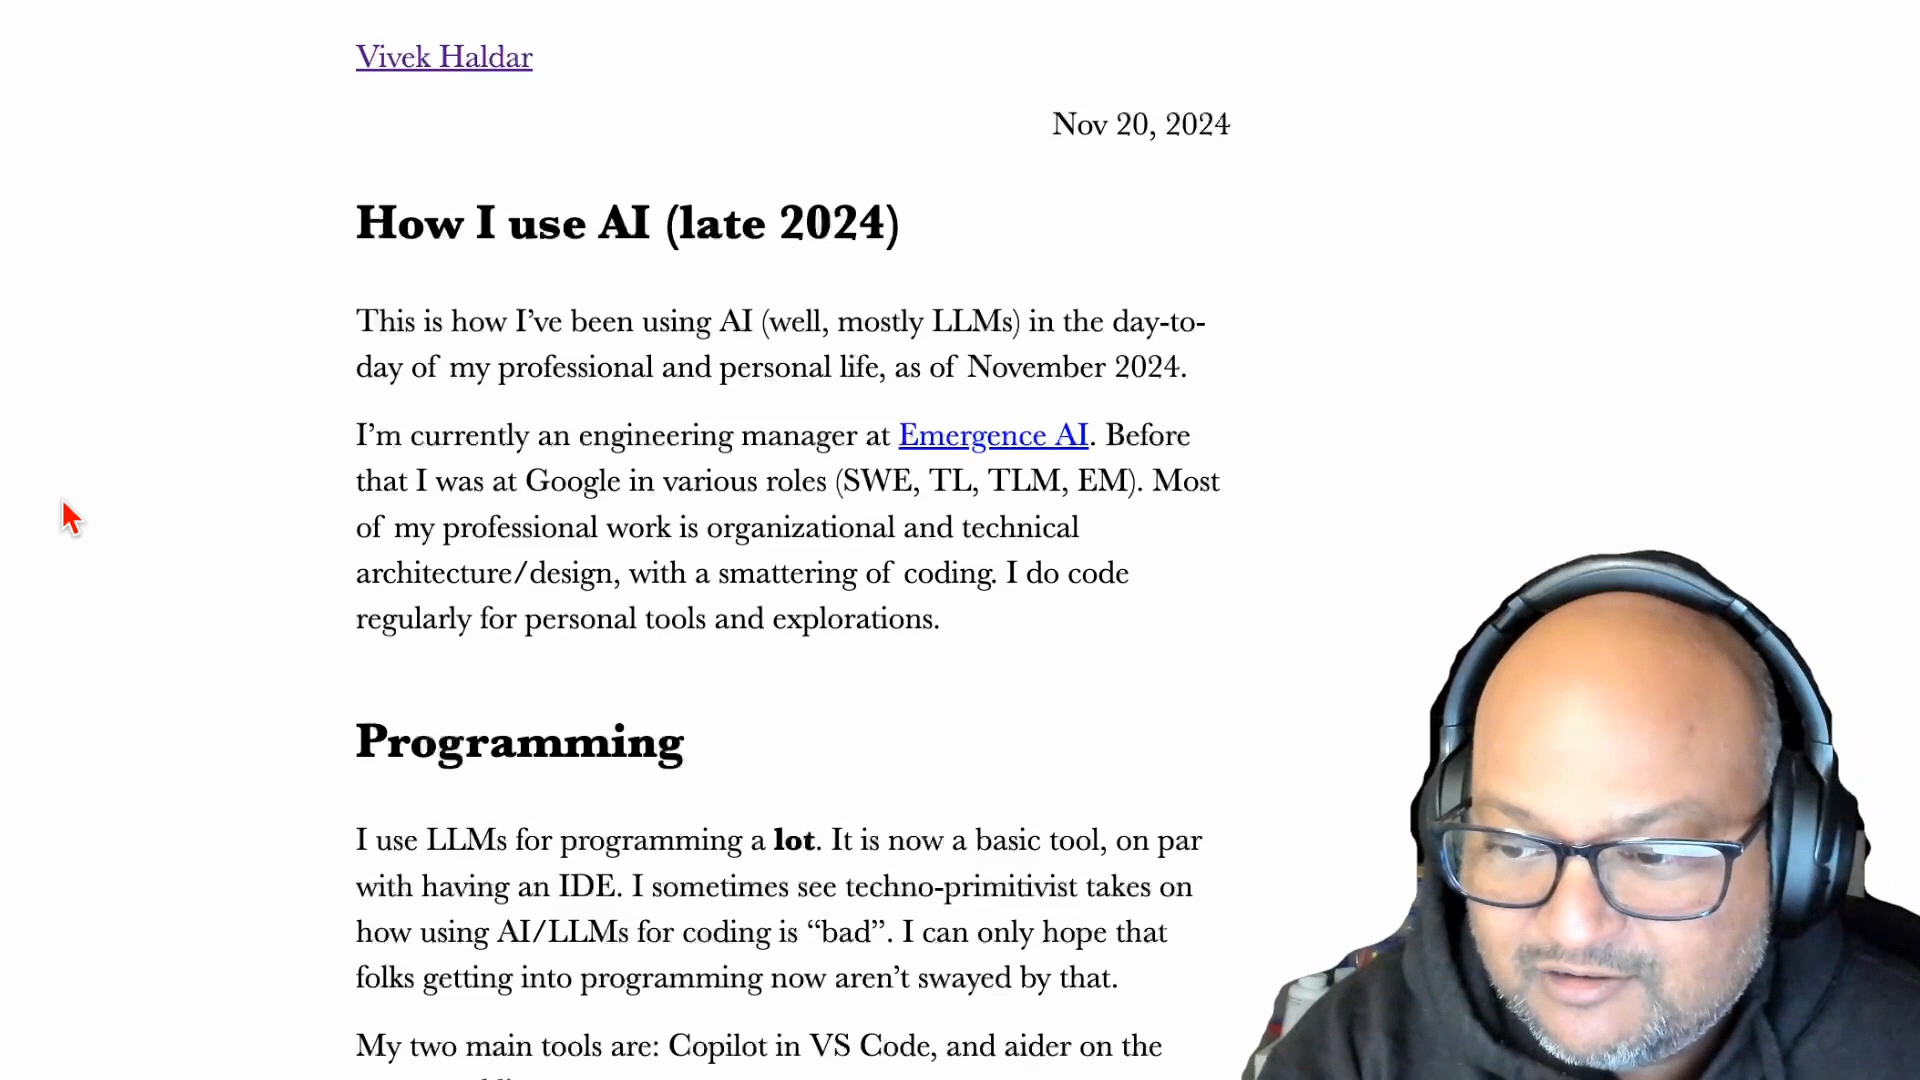 Vivek Haldar
Nov 20, 2024
How I use AI (late 2024)
This is how I’ve been using AI (well, mostly LLMs) in the day-to-
day of my professional and personal life, as of November 2024.
I’m currently an engineering manager at Emergence AI. Before
that I was at Google in various roles (SWE, TL, TLM, EM). Most
of my professional work is organizational and technical
architecture/design, with a smattering of coding. I do code
regularly for personal tools and explorations.
Programming
I use LLMs for programming a lot. It is now a basic tool, on par
with having an IDE. I sometimes see techno-primitivist takes on
how using AI/LLMs for coding is “bad”. I can only hope that
folks getting into programming now aren’t swayed by that.
My two main tools are: Copilot in VS Code, and aider on the